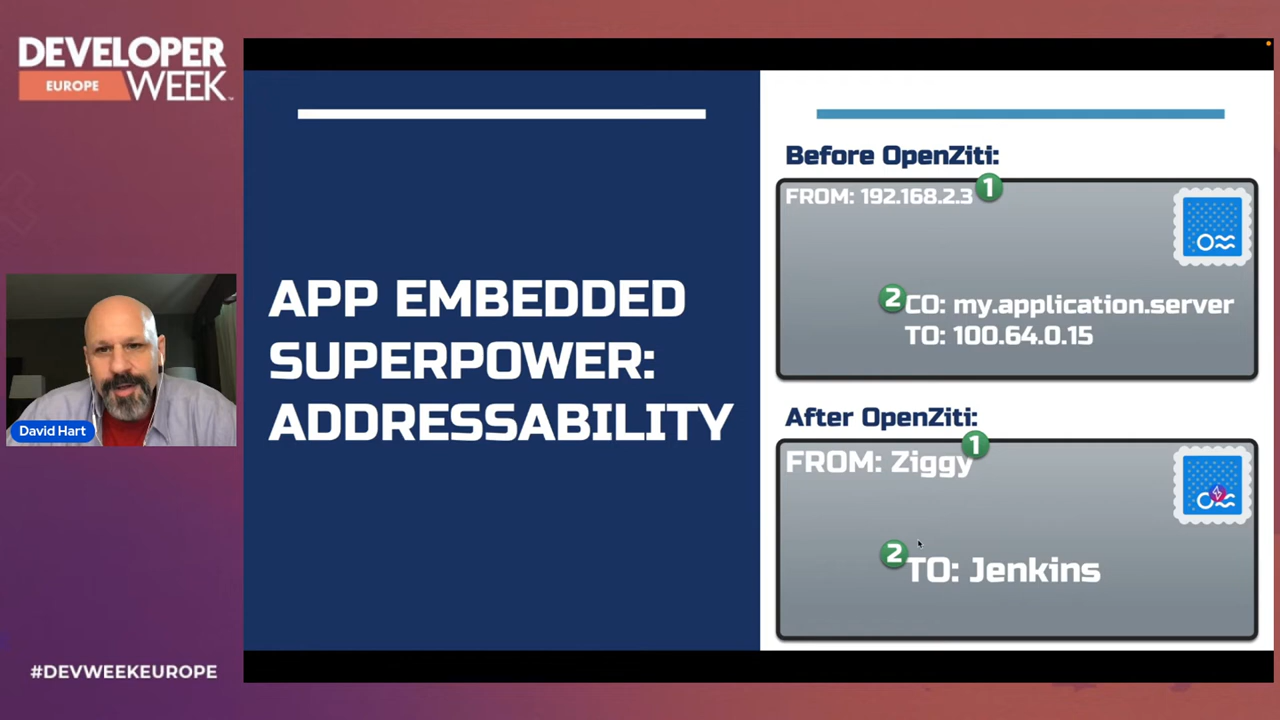 DEVELOPER
EUROPE WEEK
David Hart
#DEVWEEKEUROPE
APP EMBEDDED
SUPERPOWER:
ADDRESSABILITY
Before OpenZiti:
FROM: 192.168.2.3 1
2 CO: my.application.server
TO: 100.64.0.15
After OpenZiti:
FROM: Ziggy 1
2 TO: Jenkins